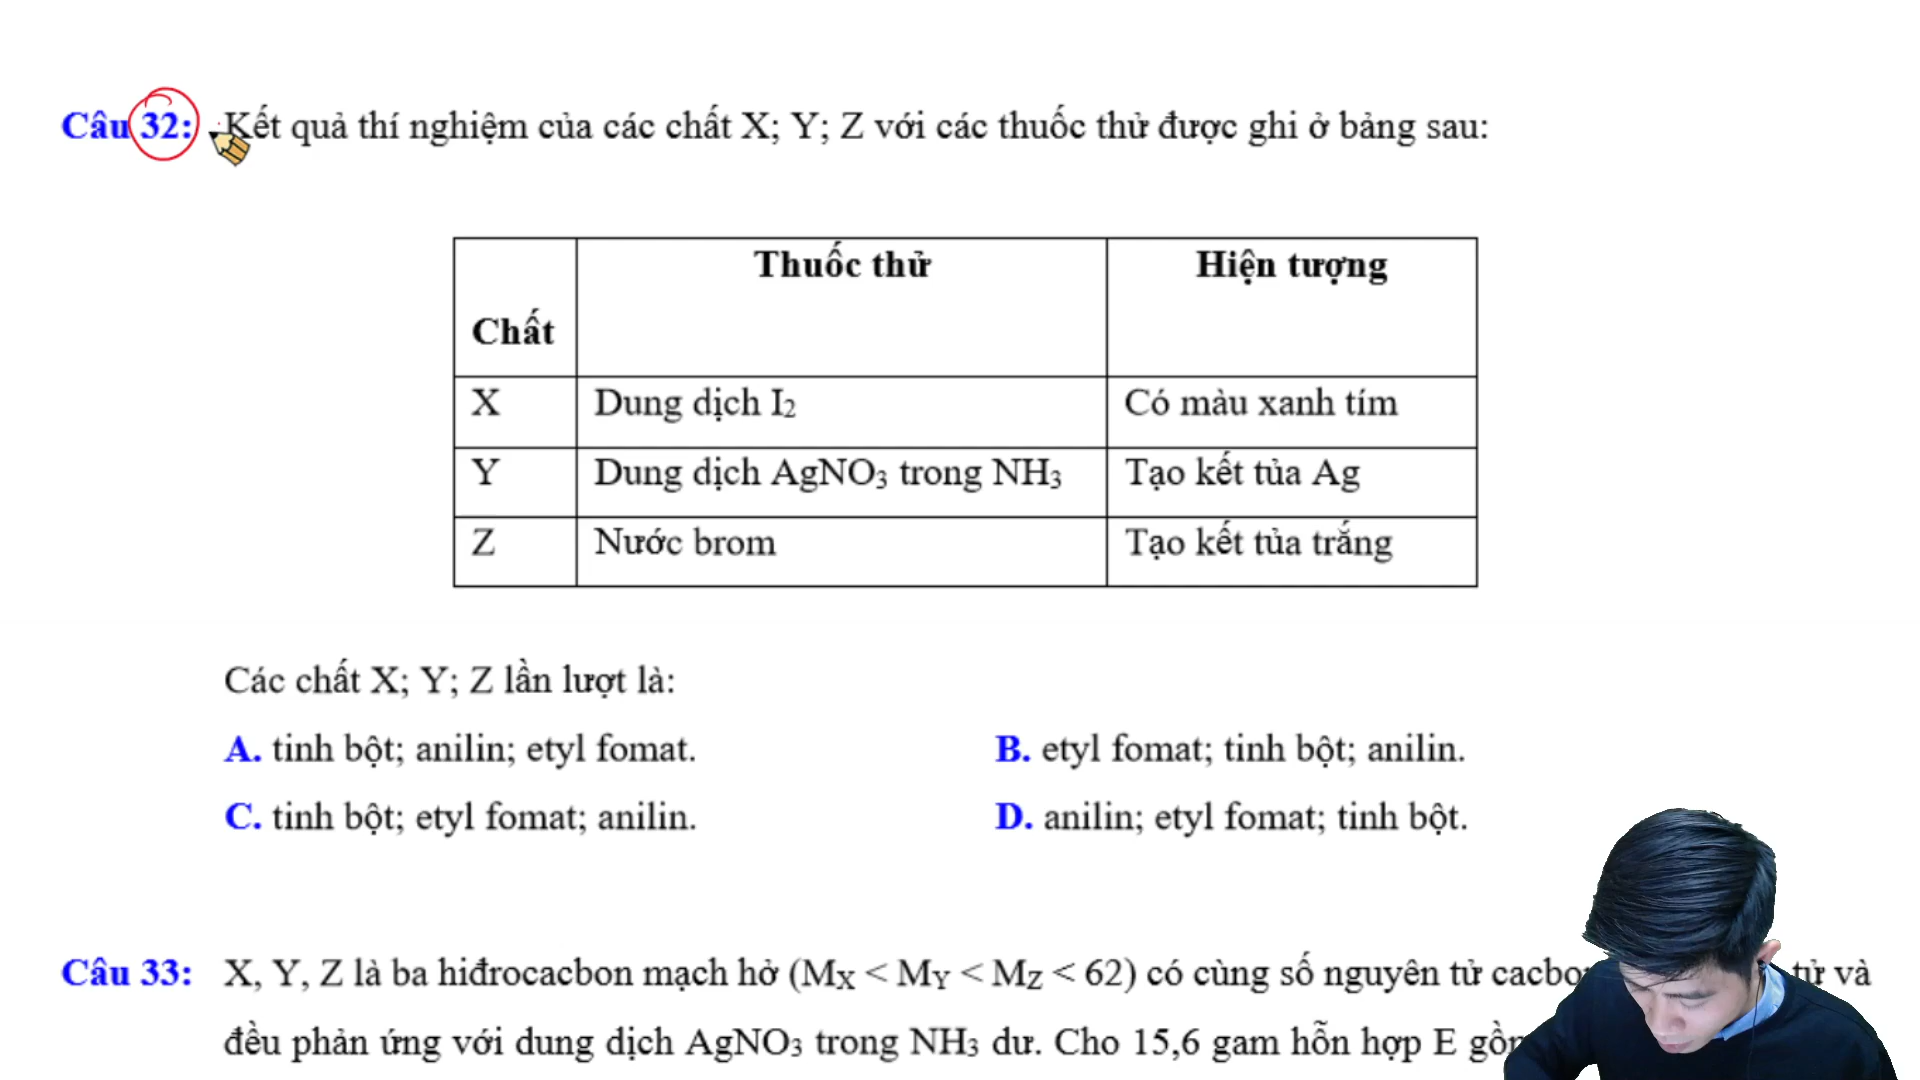 Câu 32: Kết quả thí nghiệm của các chất X; Y; Z với các thuốc thử được ghi ở bảng sau:
Chất Thuốc thử Hiện tượng
X Dung dịch I₂ Có màu xanh tím
Y Dung dịch AgNO₃ trong NH₃ Tạo kết tủa Ag
Z Nước brom Tạo kết tủa trắng
Các chất X; Y; Z lần lượt là:
A. tinh bột; anilin; etyl fomat. B. etyl fomat; tinh bột; anilin.
C. tinh bột; etyl fomat; anilin. D. anilin; etyl fomat; tinh bột.
Câu 33: X, Y, Z là ba hiđrocacbon mạch hở (Mₓ < Mʏ < Mz < 62) có cùng số nguyên tử và
đều phản ứng với dung dịch AgNO₃ trong NH₃ dư. Cho 15,6 gam hỗn hợp E